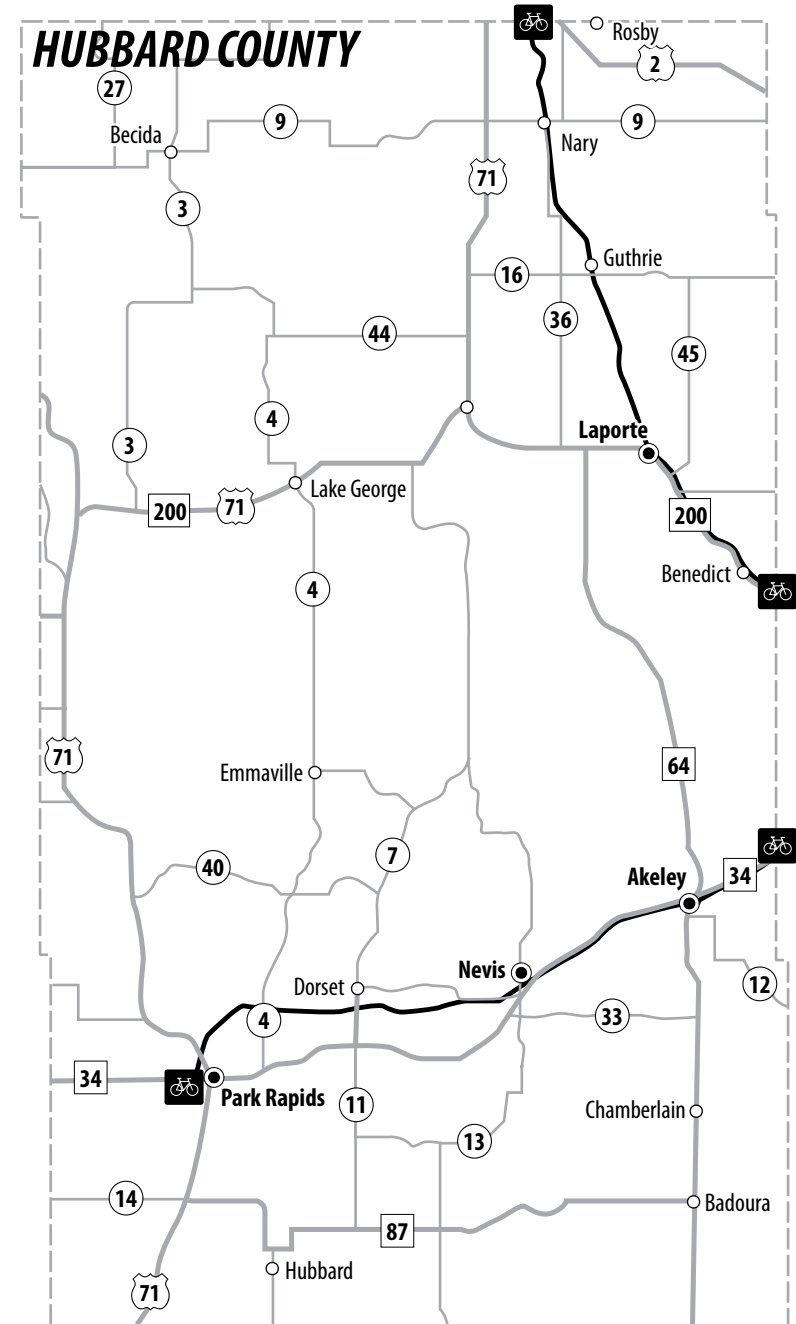 HUBBARD COUNTY
Rosby
2
27
Becida
9
9
Nary
71
3
Guthrie
16
36
44
45
4
Laporte
3
Lake George
200
71
200
Benedict
4
71
64
Emmaville
7
40
Akeley
34
Nevis
Dorset
12
4
33
34
Park Rapids
11
Chamberlain
13
14
Badoura
87
Hubbard
71